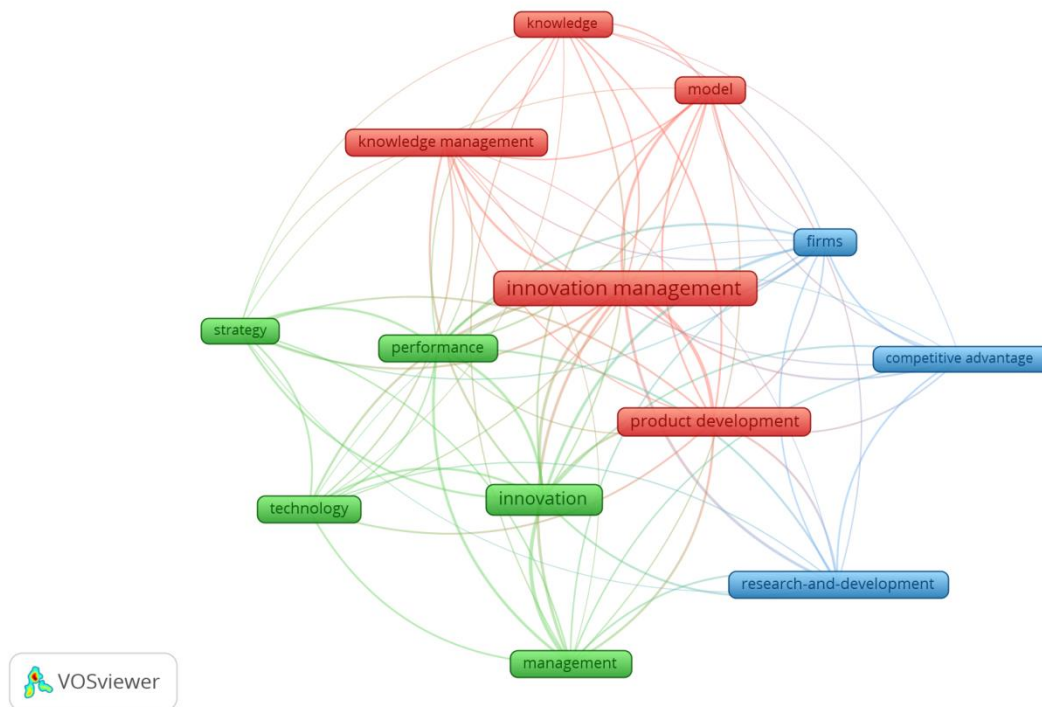 knowledge
model
knowledge management
firms
innovation management
strategy
performance
competitive advantage
product development
innovation
technology
research-and-development
management
VOSviewer